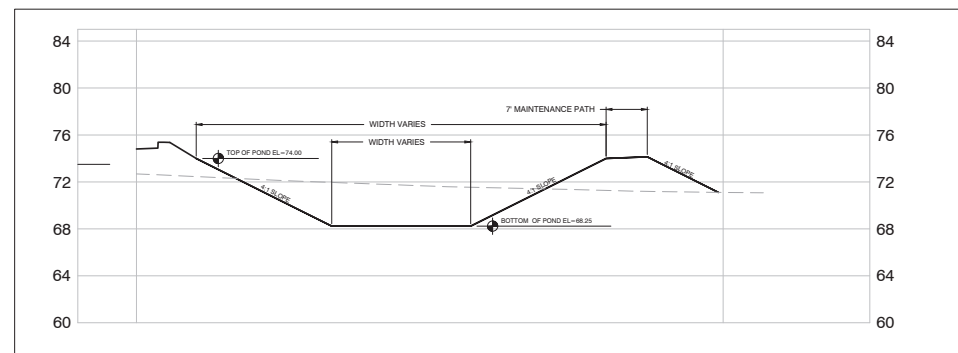 84 84
80 80
7' MAINTENANCE PATH
76 76
WIDTH VARIES
WIDTH VARIES
TOP OF POND EL=74.00
4:1 SLOPE
72 72
4:1 SLOPE
4:1 SLOPE
BOTTOM OF POND EL=68.25
68 68
64 64
60 60